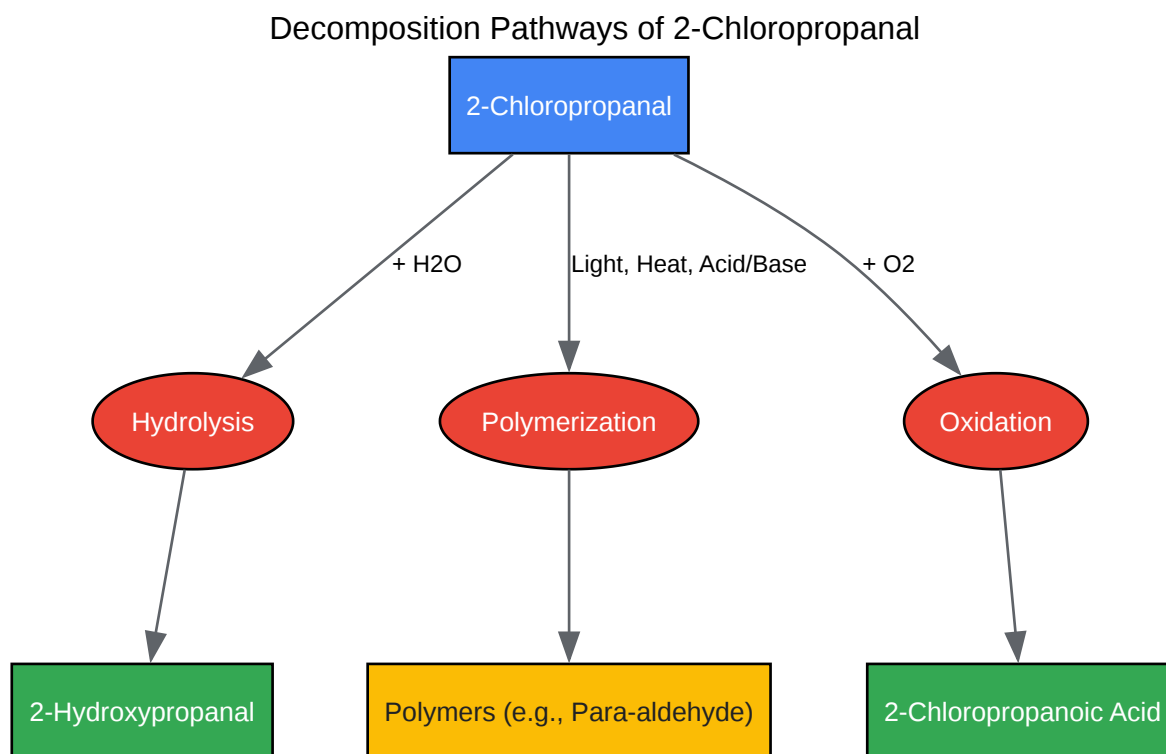 Decomposition Pathways of 2-Chloropropanal
2-Chloropropanal
+ H2O
Light, Heat, Acid/Base
+ O2
Hydrolysis
Polymerization
Oxidation
2-Hydroxypropanal
Polymers (e.g., Para-aldehyde)
2-Chloropropanoic Acid